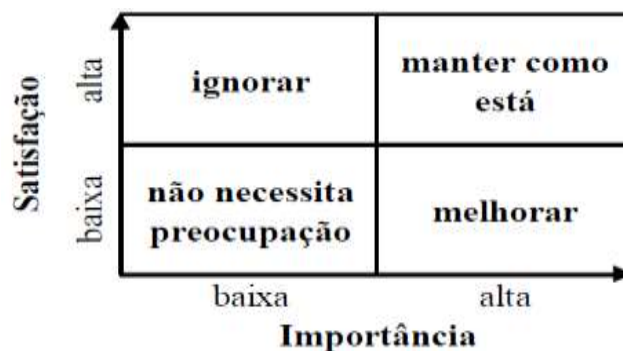 Satisfação
alta
baixa
ignorar
manter como
está
não necessita
preocupação
melhorar
baixa
alta
Importância